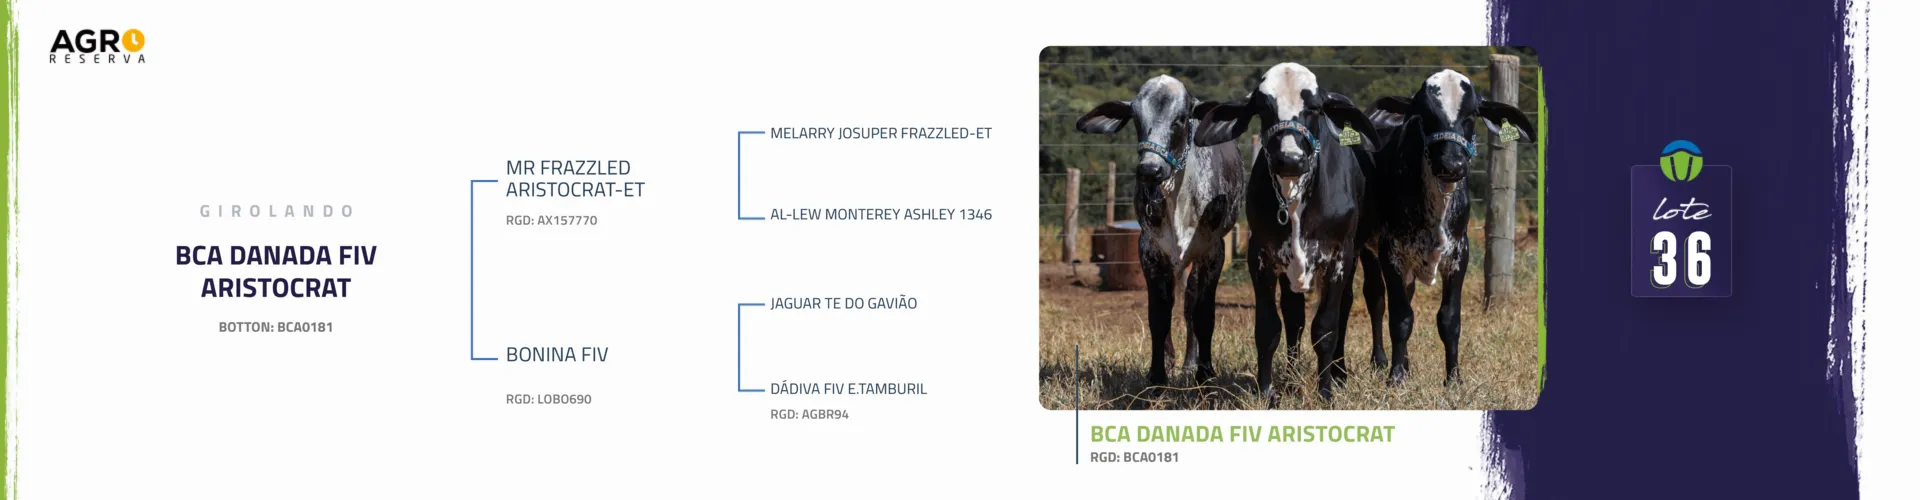 AGRO
RESERVA
GIROLANDO
BCA DANADA FIV
ARISTOCRAT
BOTTON: BCA0181
MR FRAZZLED
ARISTOCRAT-ET
RGD: AX157770
BONINA FIV
RGD: LOBO690
MELARRY JOSUPER FRAZZLED-ET
AL-LEW MONTEREY ASHLEY 1346
JAGUAR TE DO GAVIÃO
DÁDIVA FIV E.TAMBURIL
RGD: AGBR94
BCA DANADA FIV ARISTOCRAT
RGD: BCA0181
lote
36